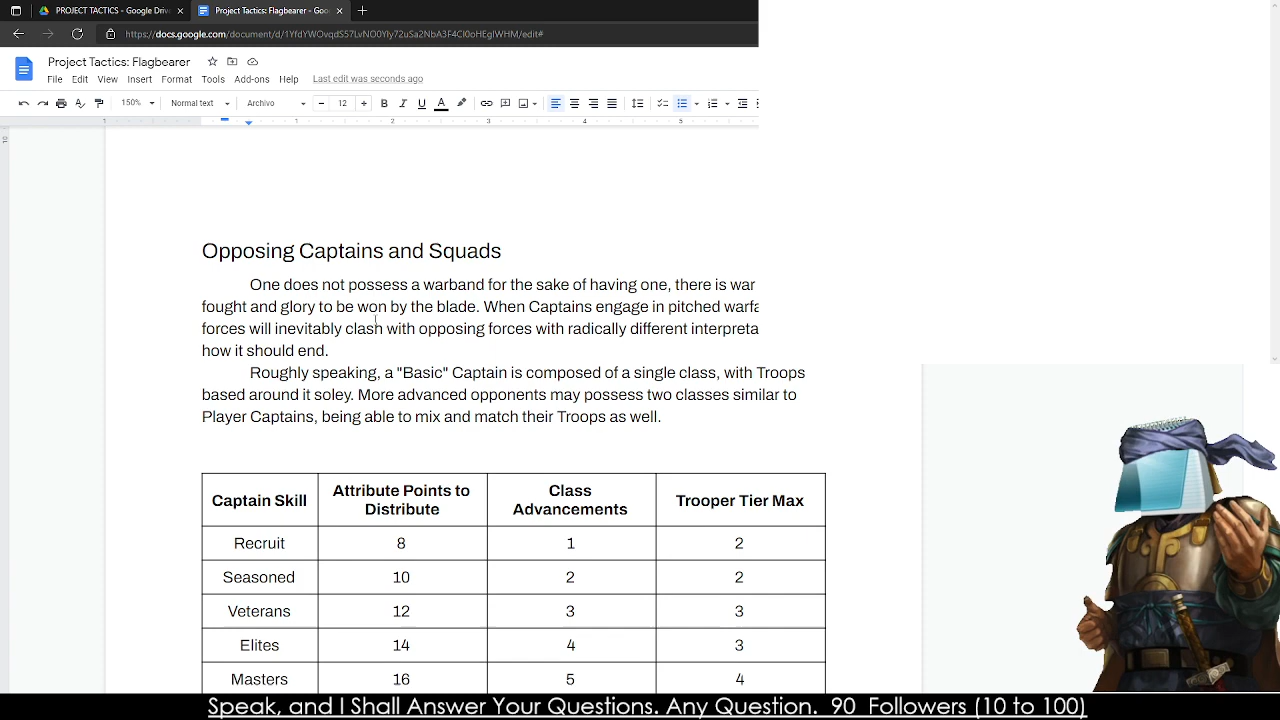 PROJECT TACTICS - Google Driv
Project Tactics: Flagbearer - Goo
https://docs.google.com/document/d/1YfdYWOvqdS57LvNO0YIy72uSa2NbA3F4CI0oHEgIWHM/edit#
Project Tactics: Flagbearer
File Edit View Insert Format Tools Add-ons Help Last edit was seconds ago
150% Normal text Archivo 12 B I U A
1 1 2 3 4 5
Opposing Captains and Squads
One does not possess a warband for the sake of having one, there is war
fought and glory to be won by the blade. When Captains engage in pitched warfa
forces will inevitably clash with opposing forces with radically different interpreta
how it should end.
Roughly speaking, a "Basic" Captain is composed of a single class, with Troops
based around it soley. More advanced opponents may possess two classes similar to
Player Captains, being able to mix and match their Troops as well.
Captain Skill Attribute Points to Distribute Class Advancements Trooper Tier Max
Recruit 8 1 2
Seasoned 10 2 2
Veterans 12 3 3
Elites 14 4 3
Masters 16 5 4
Speak, and I Shall Answer Your Questions. Any Question. 90 Followers (10 to 100)